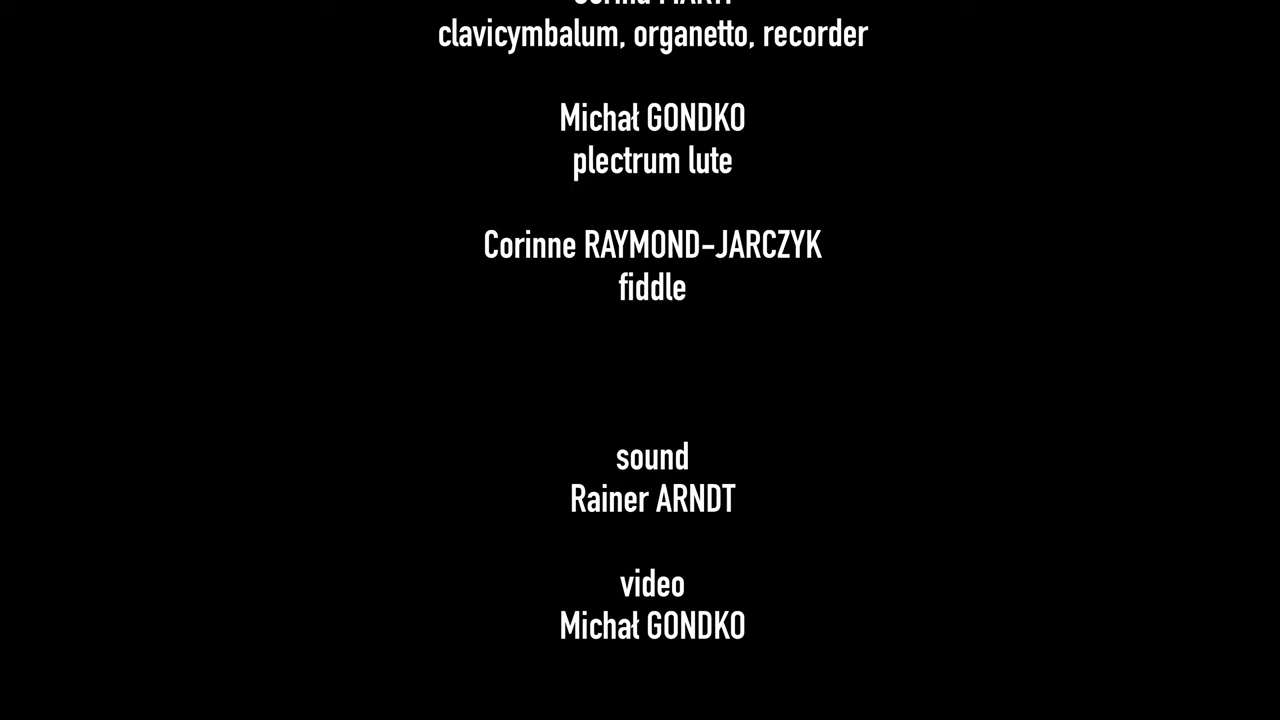 clavicymbalum, organetto, recorder
Michał GONDKO
plectrum lute
Corinne RAYMOND-JARCZYK
fiddle
sound
Rainer ARNDT
video
Michał GONDKO